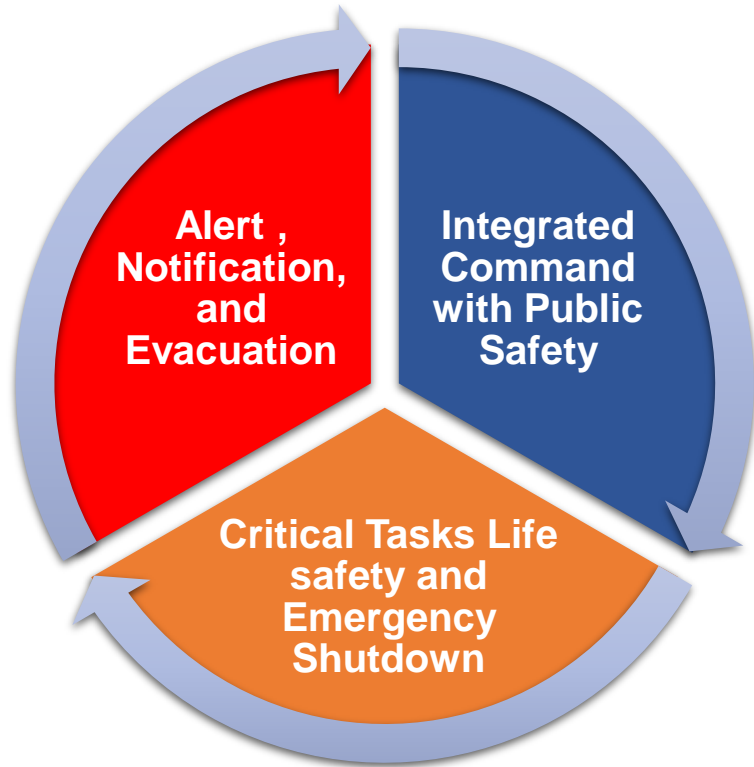 Alert ,
Notification,
and
Evacuation
Integrated
Command
with Public
Safety
Critical Tasks Life
safety and
Emergency
Shutdown